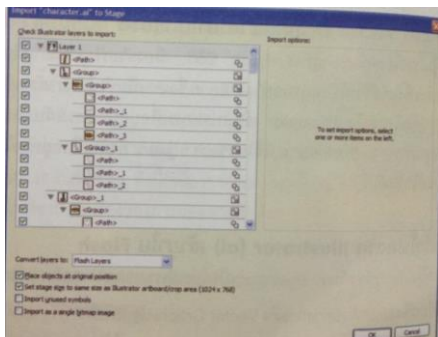 Import "character.ai" to Stage
Check Illustrator layers to import:
Import options:
Layer 1
<Path>
<Group>
<Group>
<Path>
<Path>_1
<Path>_2
<Path>_3
<Group>_1
<Path>
<Path>_1
<Path>_2
<Group>_1
<Group>
<Path>
To set import options, select
one or more items on the left.
Convert layers to: Flash Layers
Place objects at original position
Set stage size to same size as Illustrator artboard/crop area (1024 x 768)
Import unused symbols
Import as a single bitmap image
OK
Cancel